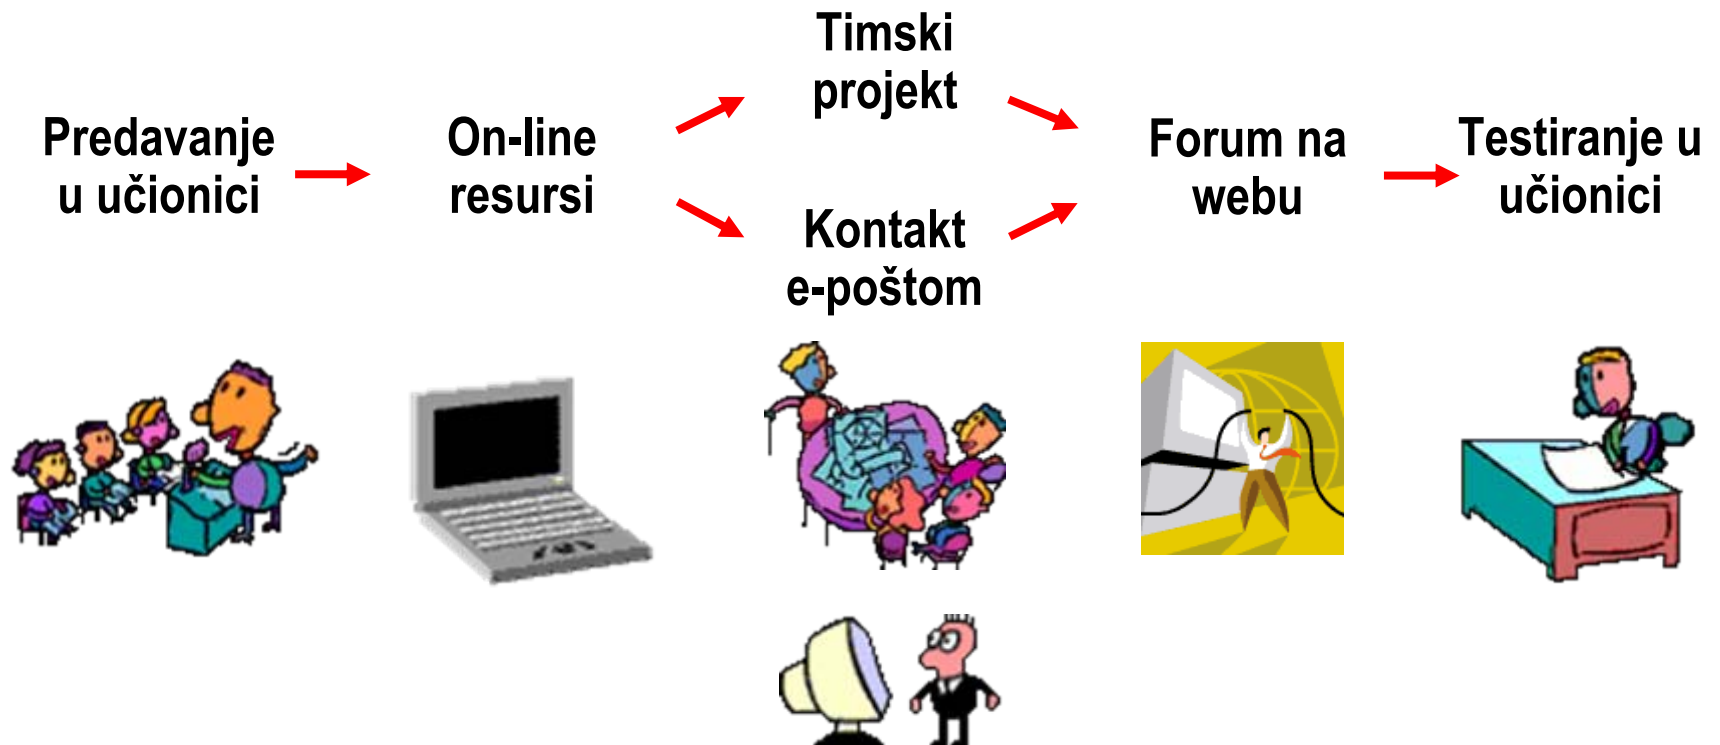 Predavanje
u učionici
On-line
resursi
Timski
projekt
Kontakt
e-poštom
Forum na
webu
Testiranje u
učionici